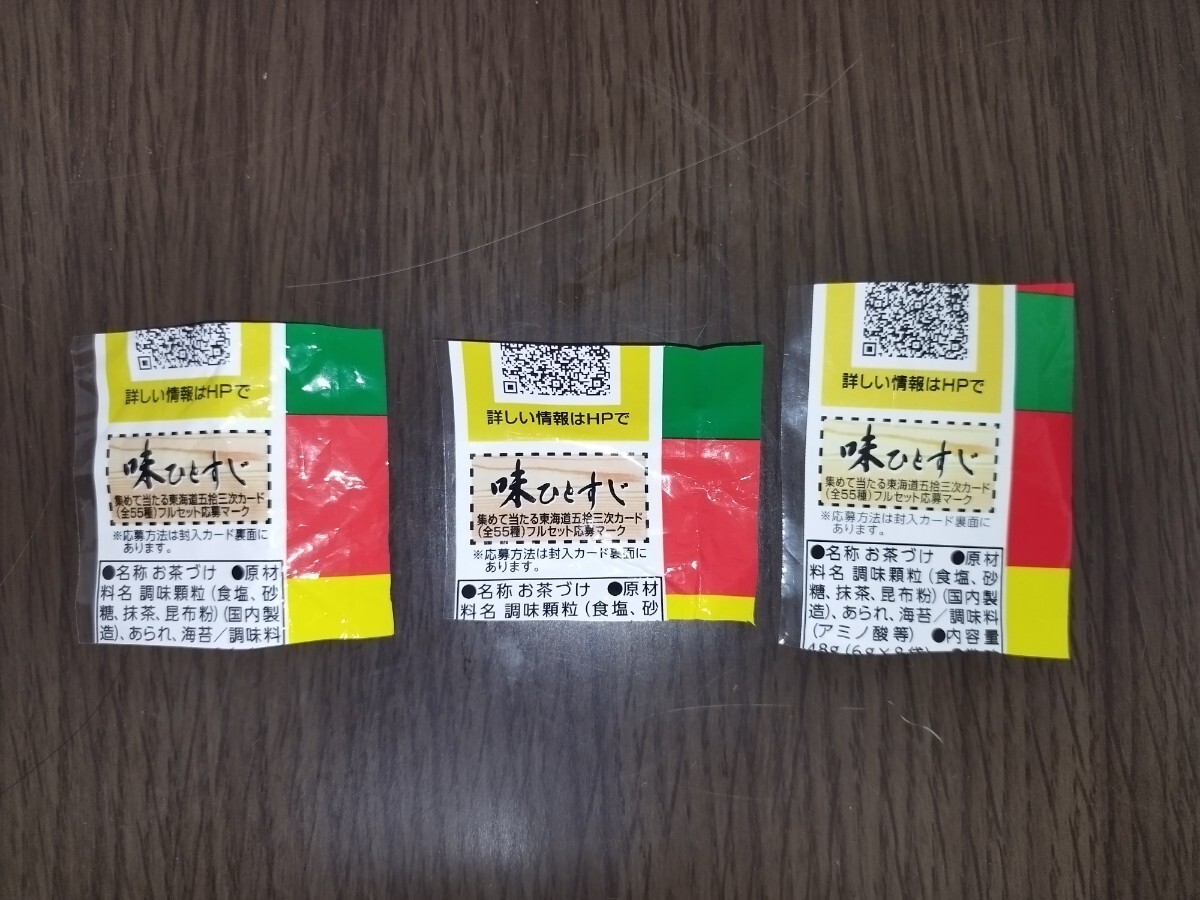 詳しい情報はHPで
味ひとすじ
集めて当たる東海道五拾三次カード
(全55種)フルセット応募マーク
※応募方法は封入カード裏面に
あります。
●名称 お茶づけ ●原材
料名 調味顆粒(食塩、砂
糖、抹茶、昆布粉)(国内製
造)、あられ、海苔/調味料
詳しい情報はHPで
味ひとすじ
集めて当たる東海道五拾三次カード
(全55種)フルセット応募マーク
※応募方法は封入カード裏面に
あります。
●名称 お茶づけ ●原材
料名 調味顆粒(食塩、砂
詳しい情報はHPで
味ひとすじ
集めて当たる東海道五拾三次カード
(全55種)フルセット応募マーク
※応募方法は封入カード裏面に
あります。
●名称 お茶づけ ●原材
料名 調味顆粒(食塩、砂
糖、抹茶、昆布粉)(国内製
造)、あられ、海苔/調味料
(アミノ酸等) ●内容量
48g(6g×8袋)